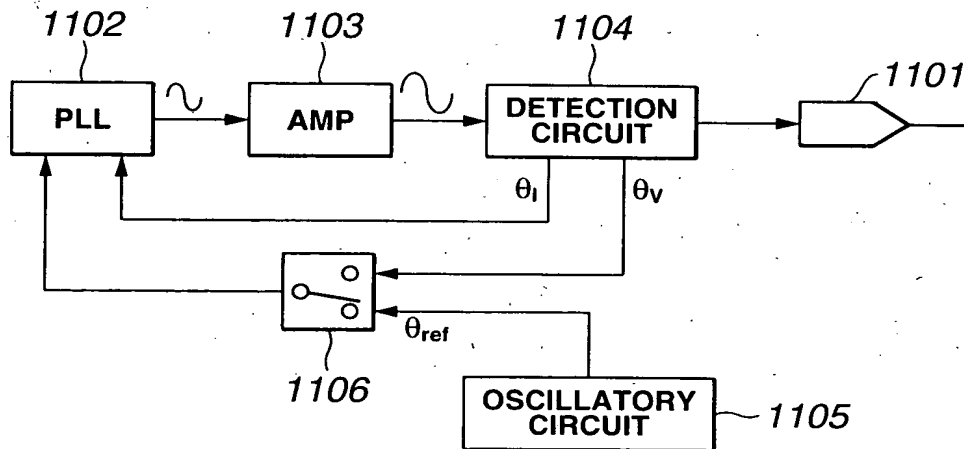 1102
1103
1104
1101
PLL
AMP
DETECTION
CIRCUIT
θI
θV
θref
1106
OSCILLATORY
CIRCUIT
1105